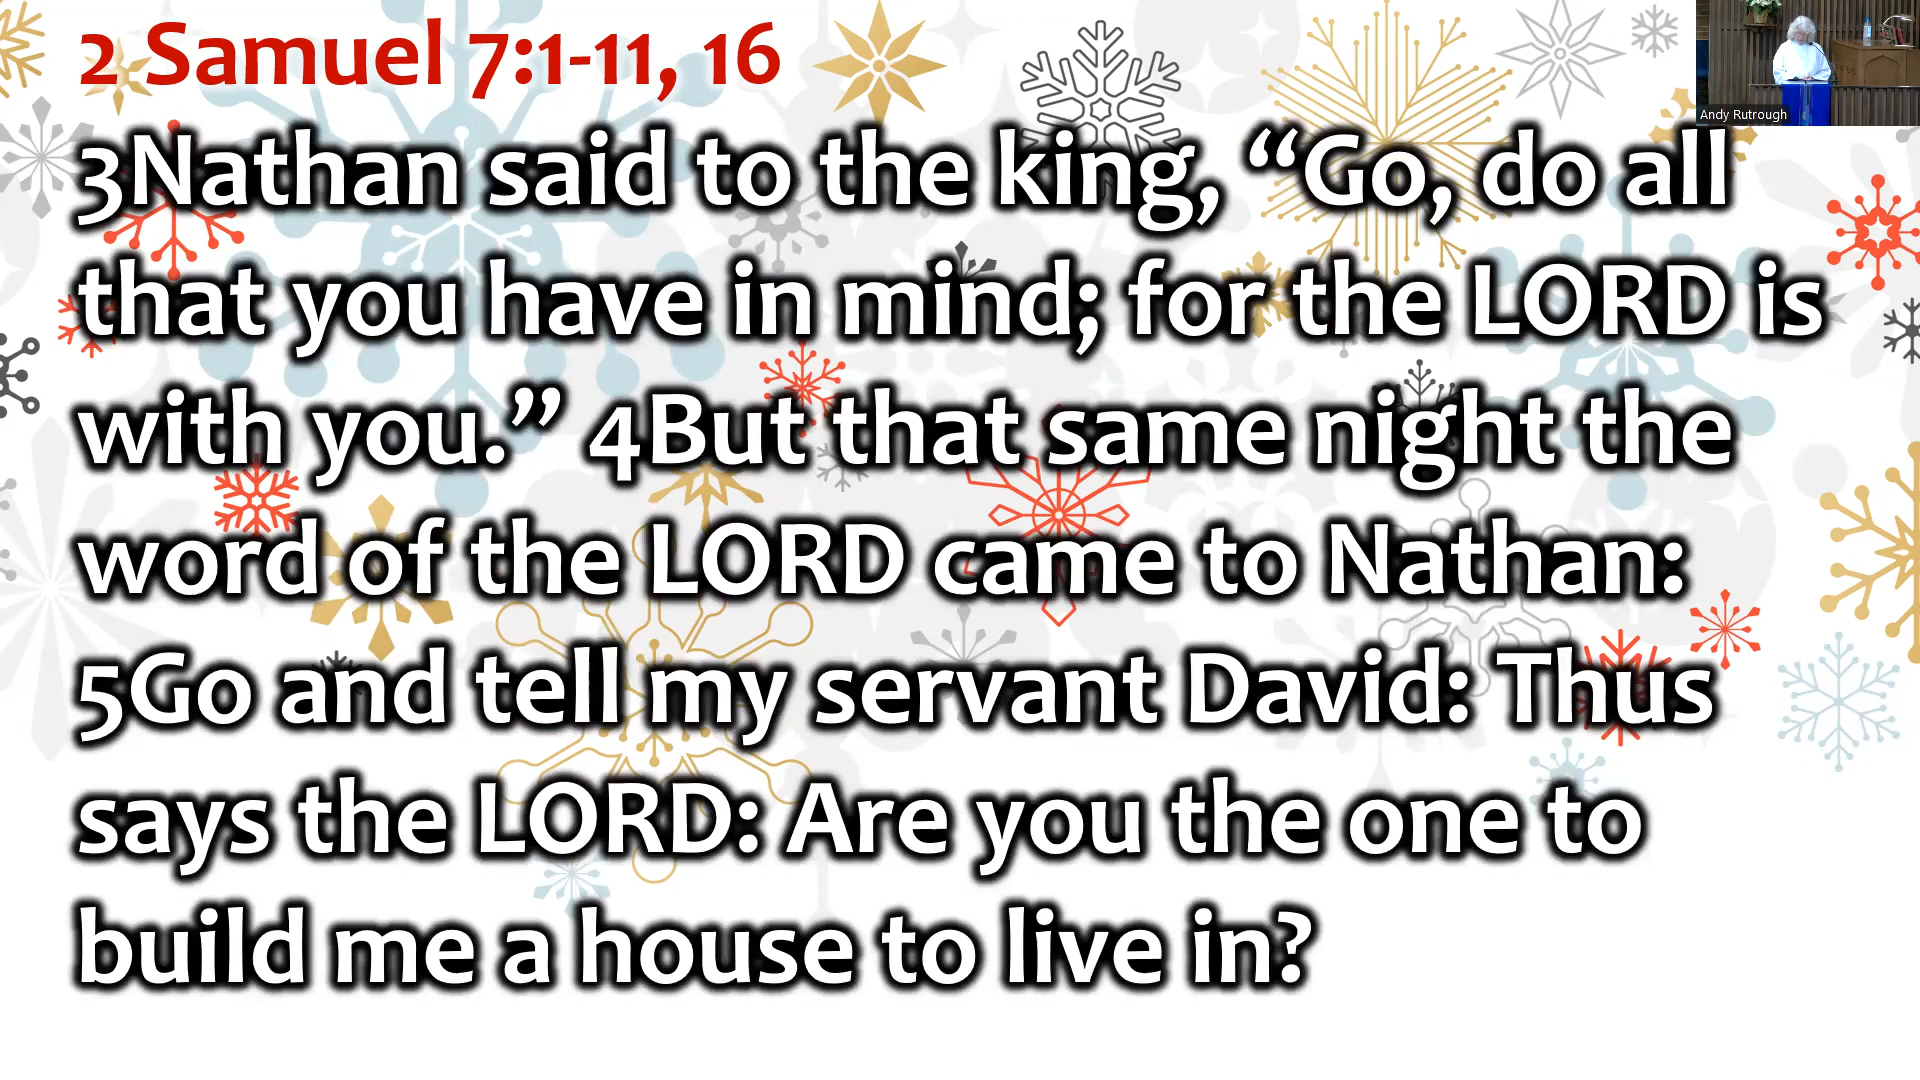 2 Samuel 7:1-11, 16
Andy Rutrough
3Nathan said to the king, “Go, do all
that you have in mind; for the LORD is
with you.” 4But that same night the
word of the LORD came to Nathan:
5Go and tell my servant David: Thus
says the LORD: Are you the one to
build me a house to live in?